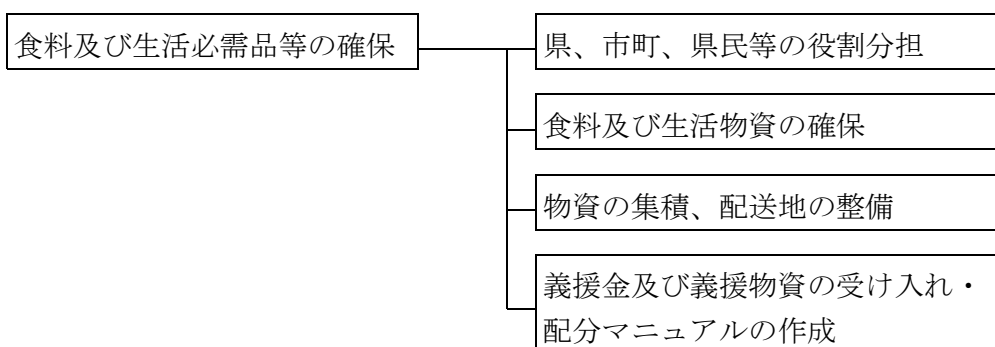 食料及び生活必需品等の確保
県、市町、県民等の役割分担
食料及び生活物資の確保
物資の集積、配送地の整備
義援金及び義援物資の受け入れ・
配分マニュアルの作成